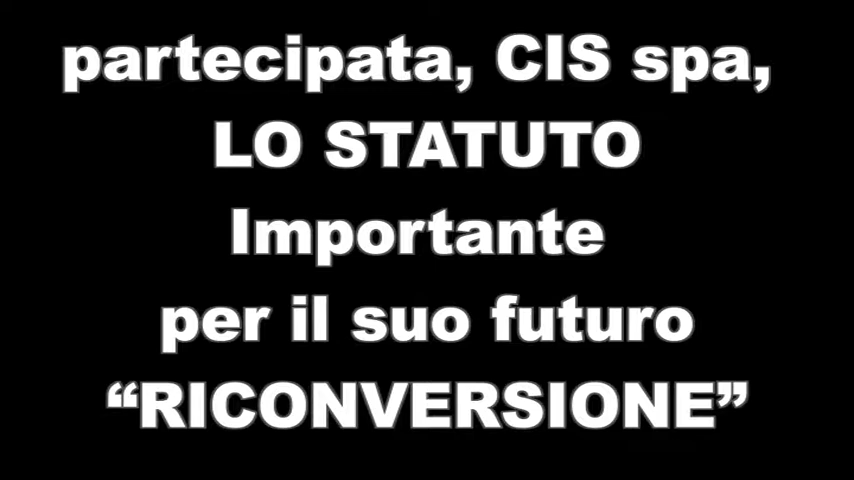 partecipata, CIS spa,
LO STATUTO
Importante
per il suo futuro
“RICONVERSIONE”